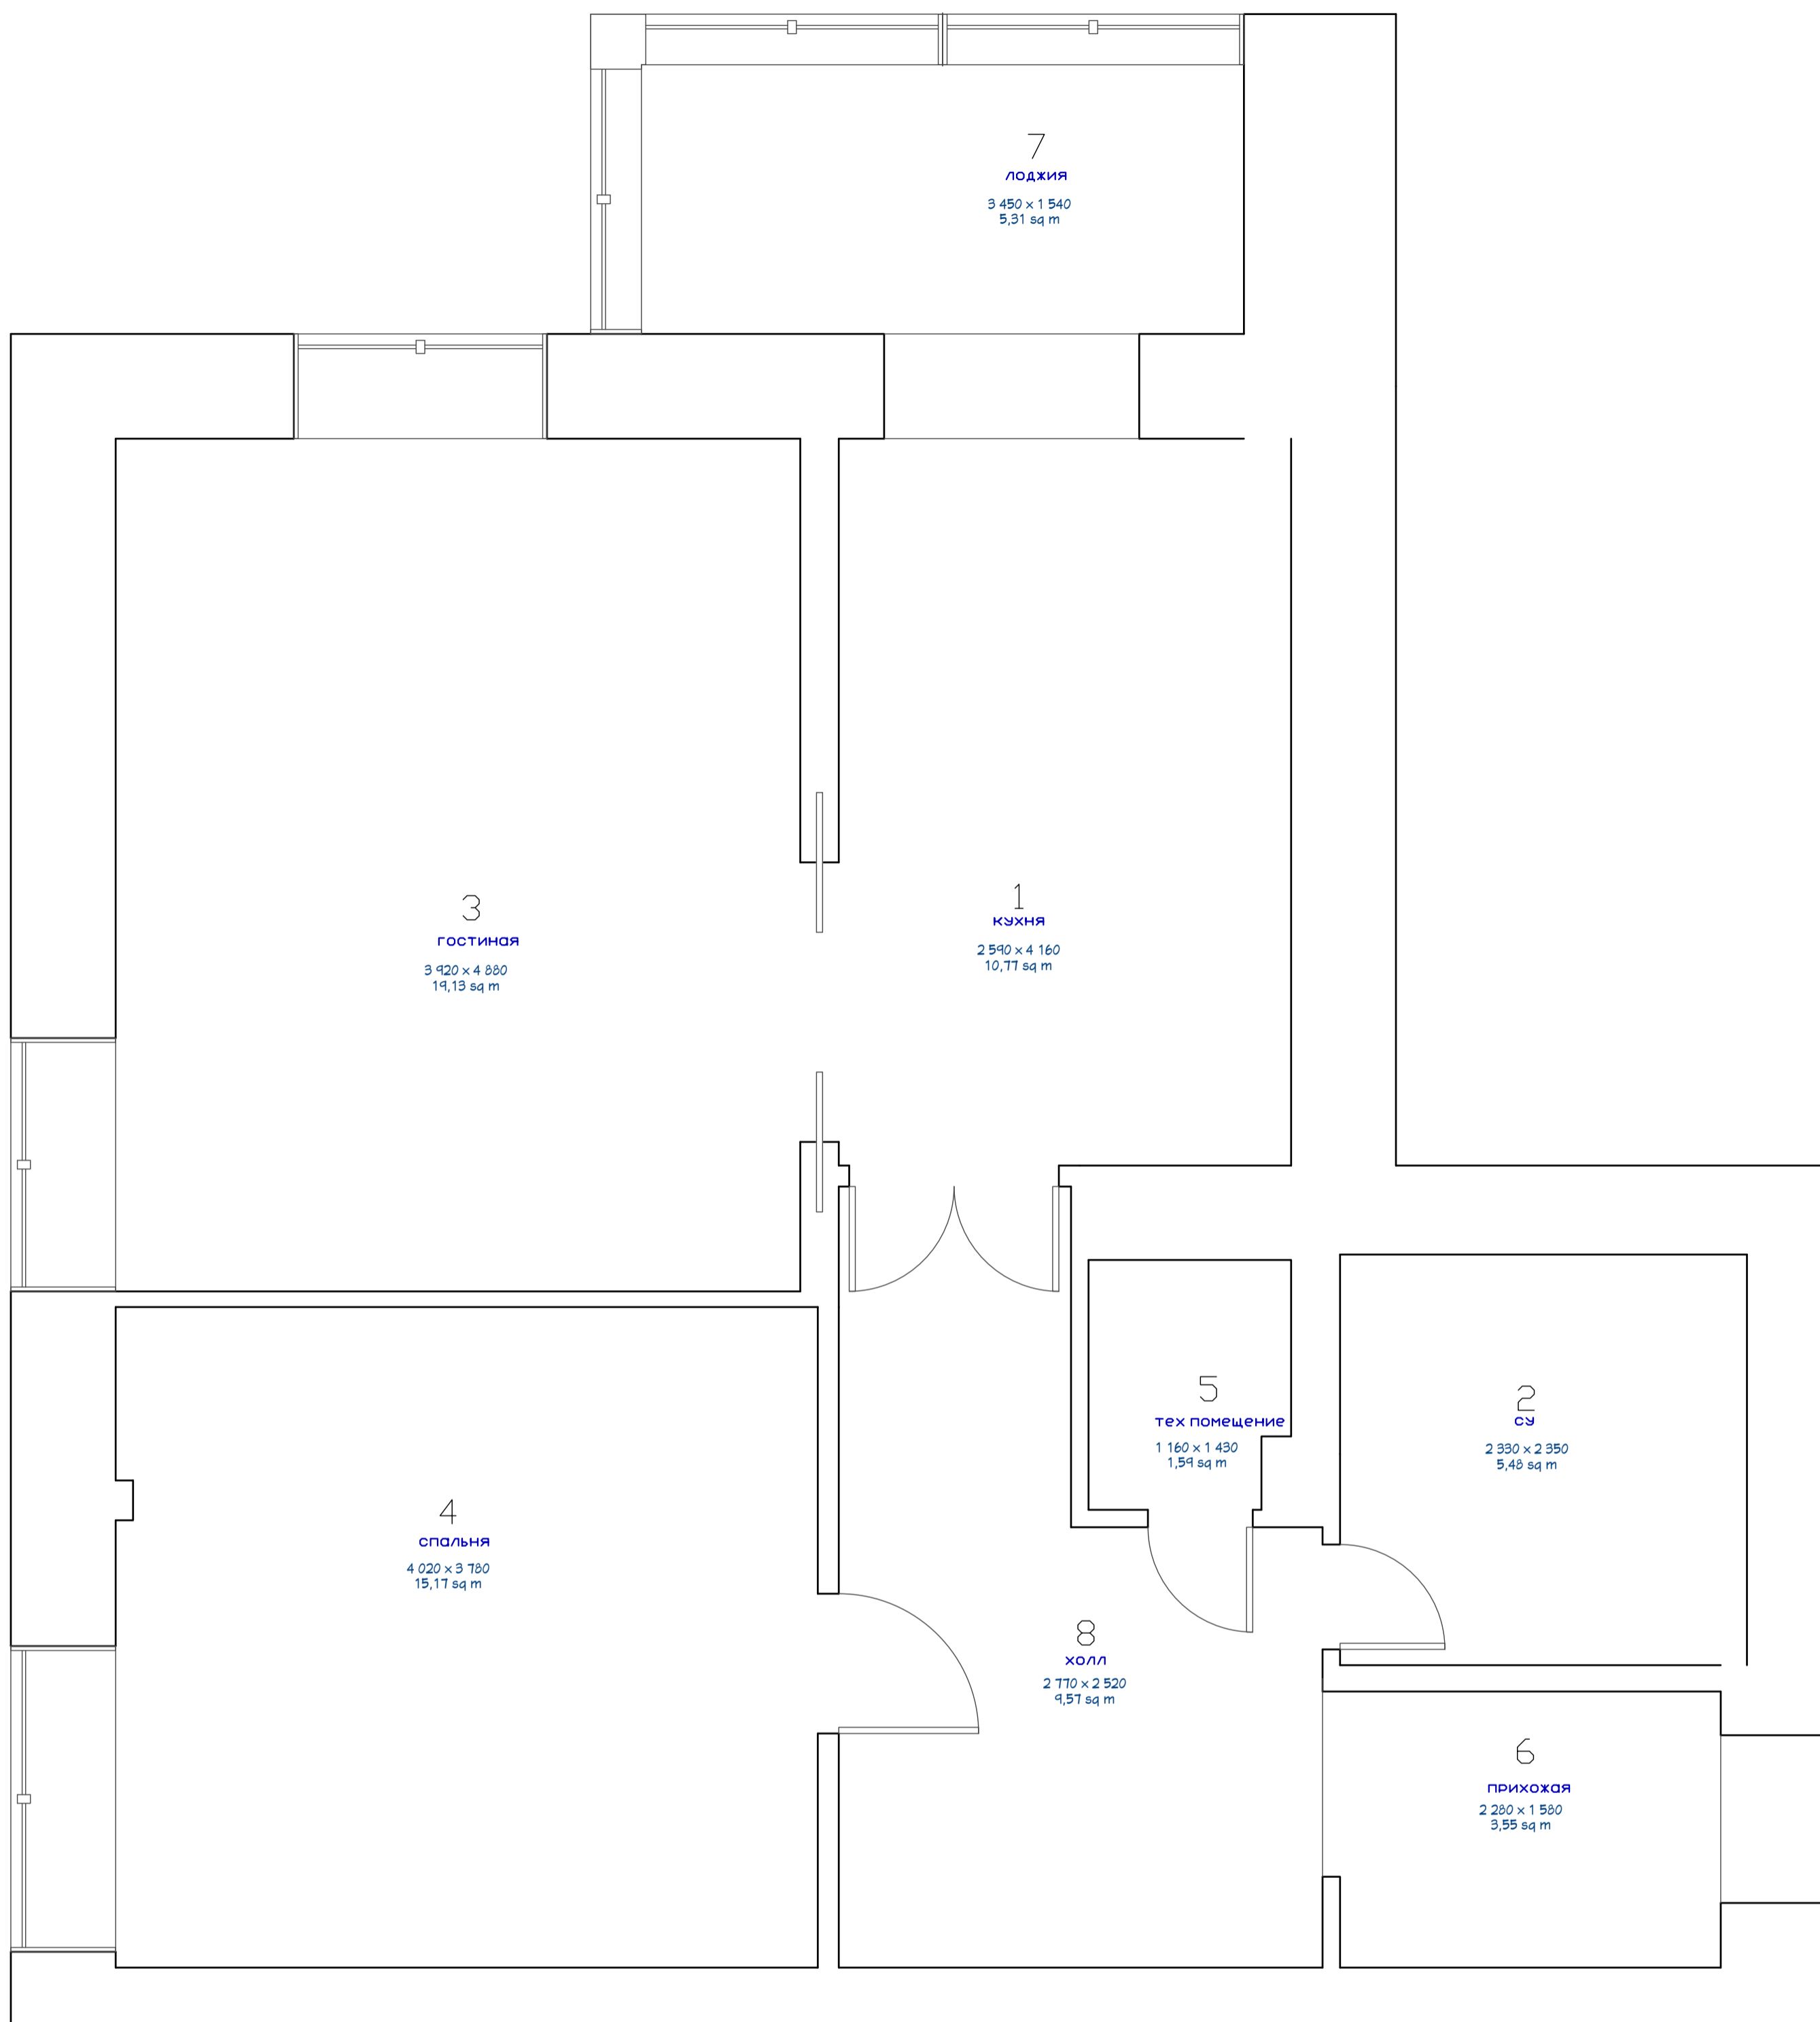 7
лоджия
3 450 x 1 540
5,31 sq m
3
гостиная
3 920 x 4 880
19,13 sq m
1
кухня
2 590 x 4 160
10,77 sq m
5
тех помещение
1 160 x 1 430
1,59 sq m
2
су
2 330 x 2 350
5,48 sq m
4
спальня
4 020 x 3 780
15,17 sq m
8
холл
2 770 x 2 520
9,57 sq m
6
прихожая
2 280 x 1 580
3,55 sq m